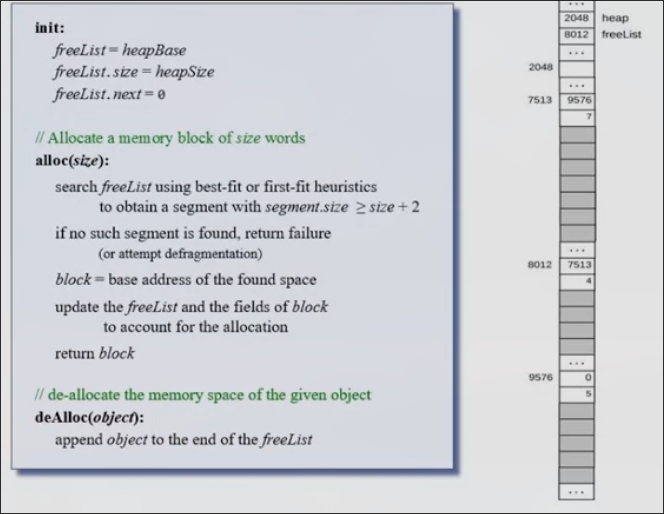 init:
freeList = heapBase
freeList.size = heapSize
freeList.next = 0
// Allocate a memory block of size words
alloc(size):
search freeList using best-fit or first-fit heuristics
to obtain a segment with segment.size ≥ size + 2
if no such segment is found, return failure
(or attempt defragmentation)
block = base address of the found space
update the freeList and the fields of block
to account for the allocation
return block
// de-allocate the memory space of the given object
deAlloc(object):
append object to the end of the freeList
...
2048 heap
8012 freeList
...
2048
...
7513 9576
7
...
8012 7513
4
...
9576 0
5
...